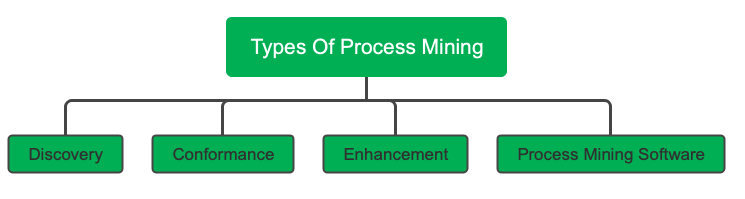 Types Of Process Mining
Discovery
Conformance
Enhancement
Process Mining Software